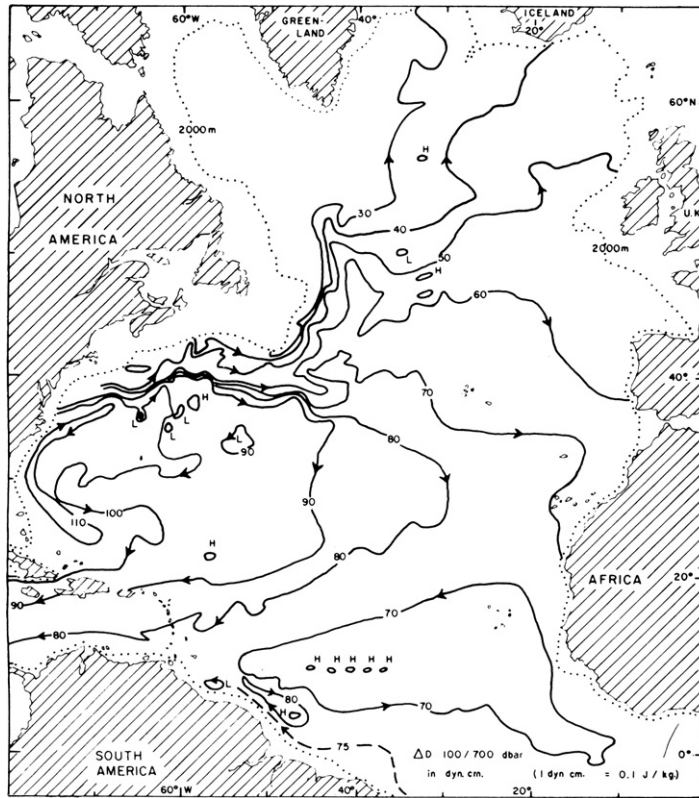 60°W
GREEN-
LAND
40°
ICELAND
20°
60°N
2000m
H
NORTH
AMERICA
30
40
U.K
L
50
2000m
H
60
40°
70
H
L
L
L
90
80
100
110
90
H
80
AFRICA
20°
90
70
80
H H H H H
L
80
70
H
75
ΔD 100/700 dbar
in dyn. cm. (1 dyn cm. = 0.1 J/kg.)
0°
SOUTH
AMERICA
60°W
40°
20°